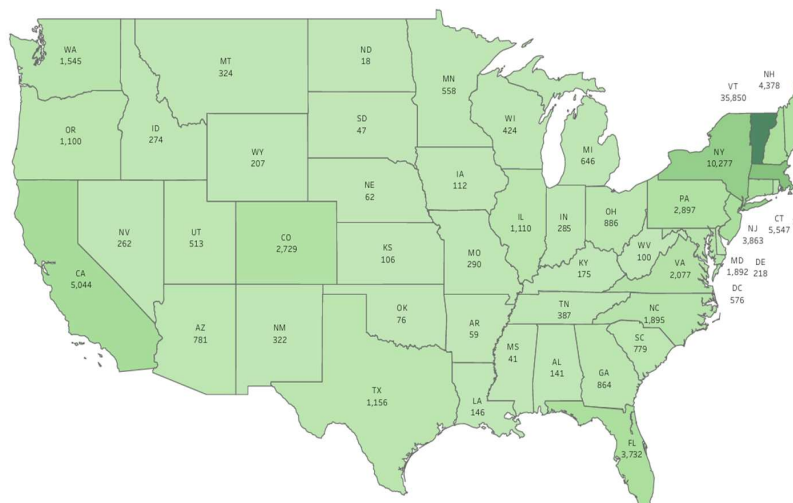 WA
1,545
OR
1,100
CA
5,044
ID
274
NV
262
MT
324
WY
207
UT
513
AZ
781
CO
2,729
NM
322
ND
18
SD
47
NE
62
KS
106
OK
76
TX
1,156
MN
558
IA
112
MO
290
AR
59
LA
146
WI
424
IL
1,110
MI
646
IN
285
OH
886
KY
175
TN
387
MS
41
AL
141
GA
864
FL
3,732
SC
779
NC
1,895
VA
2,077
WV
100
PA
2,897
NY
10,277
VT
35,850
NH
4,378
CT
5,547
NJ
3,863
MD
1,892
DE
218
DC
576